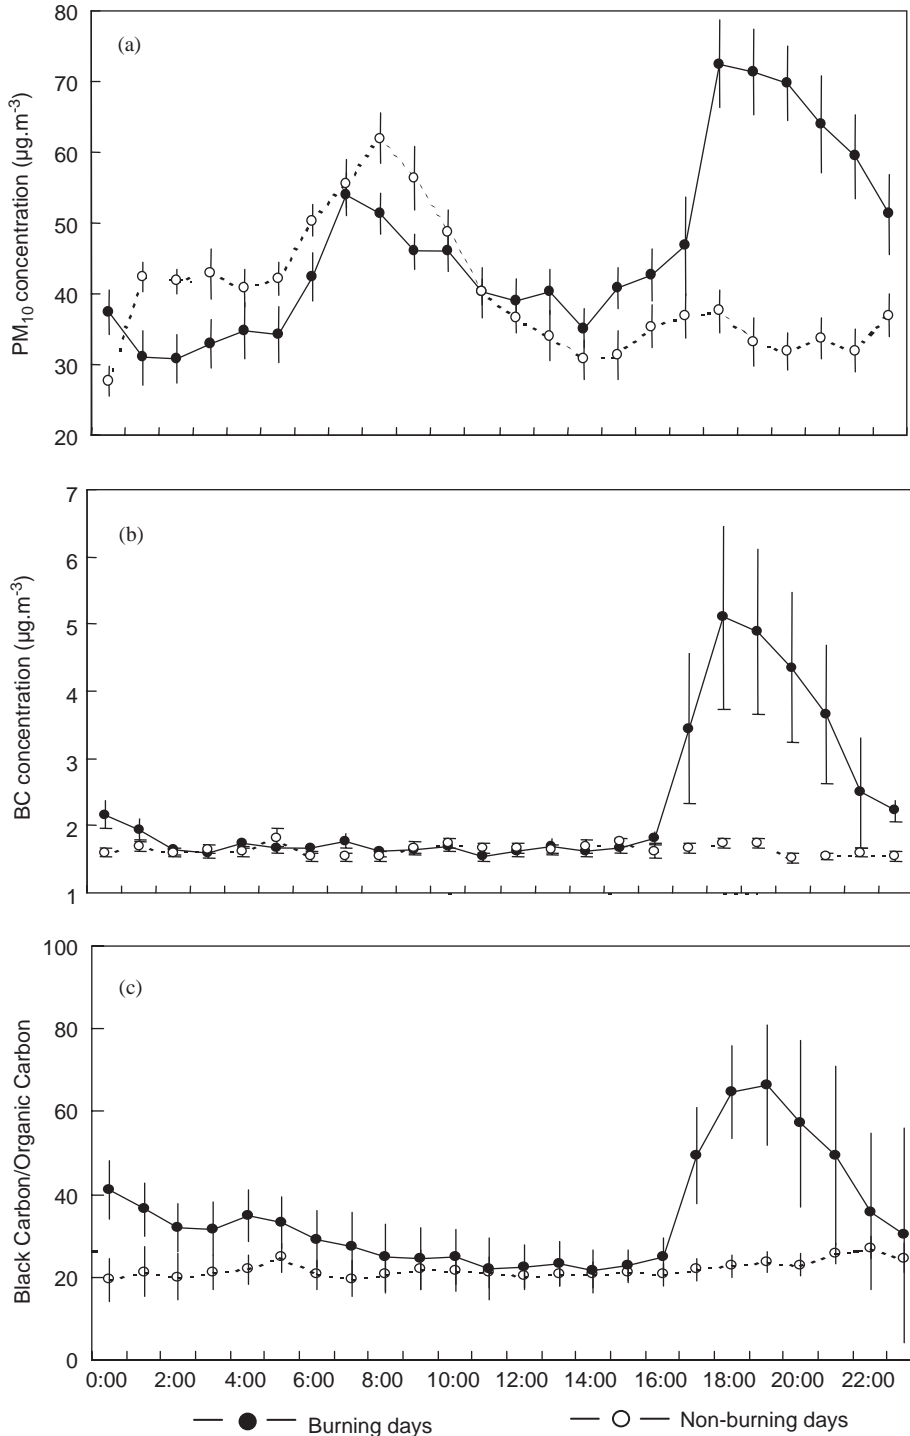 80
(a)
70
60
50
40
30
20
PM10 concentration (µg.m-3)
7
(b)
6
5
4
3
2
1
BC concentration (µg.m-3)
100
(c)
80
60
40
20
0
Black Carbon/Organic Carbon
0:00 2:00 4:00 6:00 8:00 10:00 12:00 14:00 16:00 18:00 20:00 22:00
Burning days Non-burning days